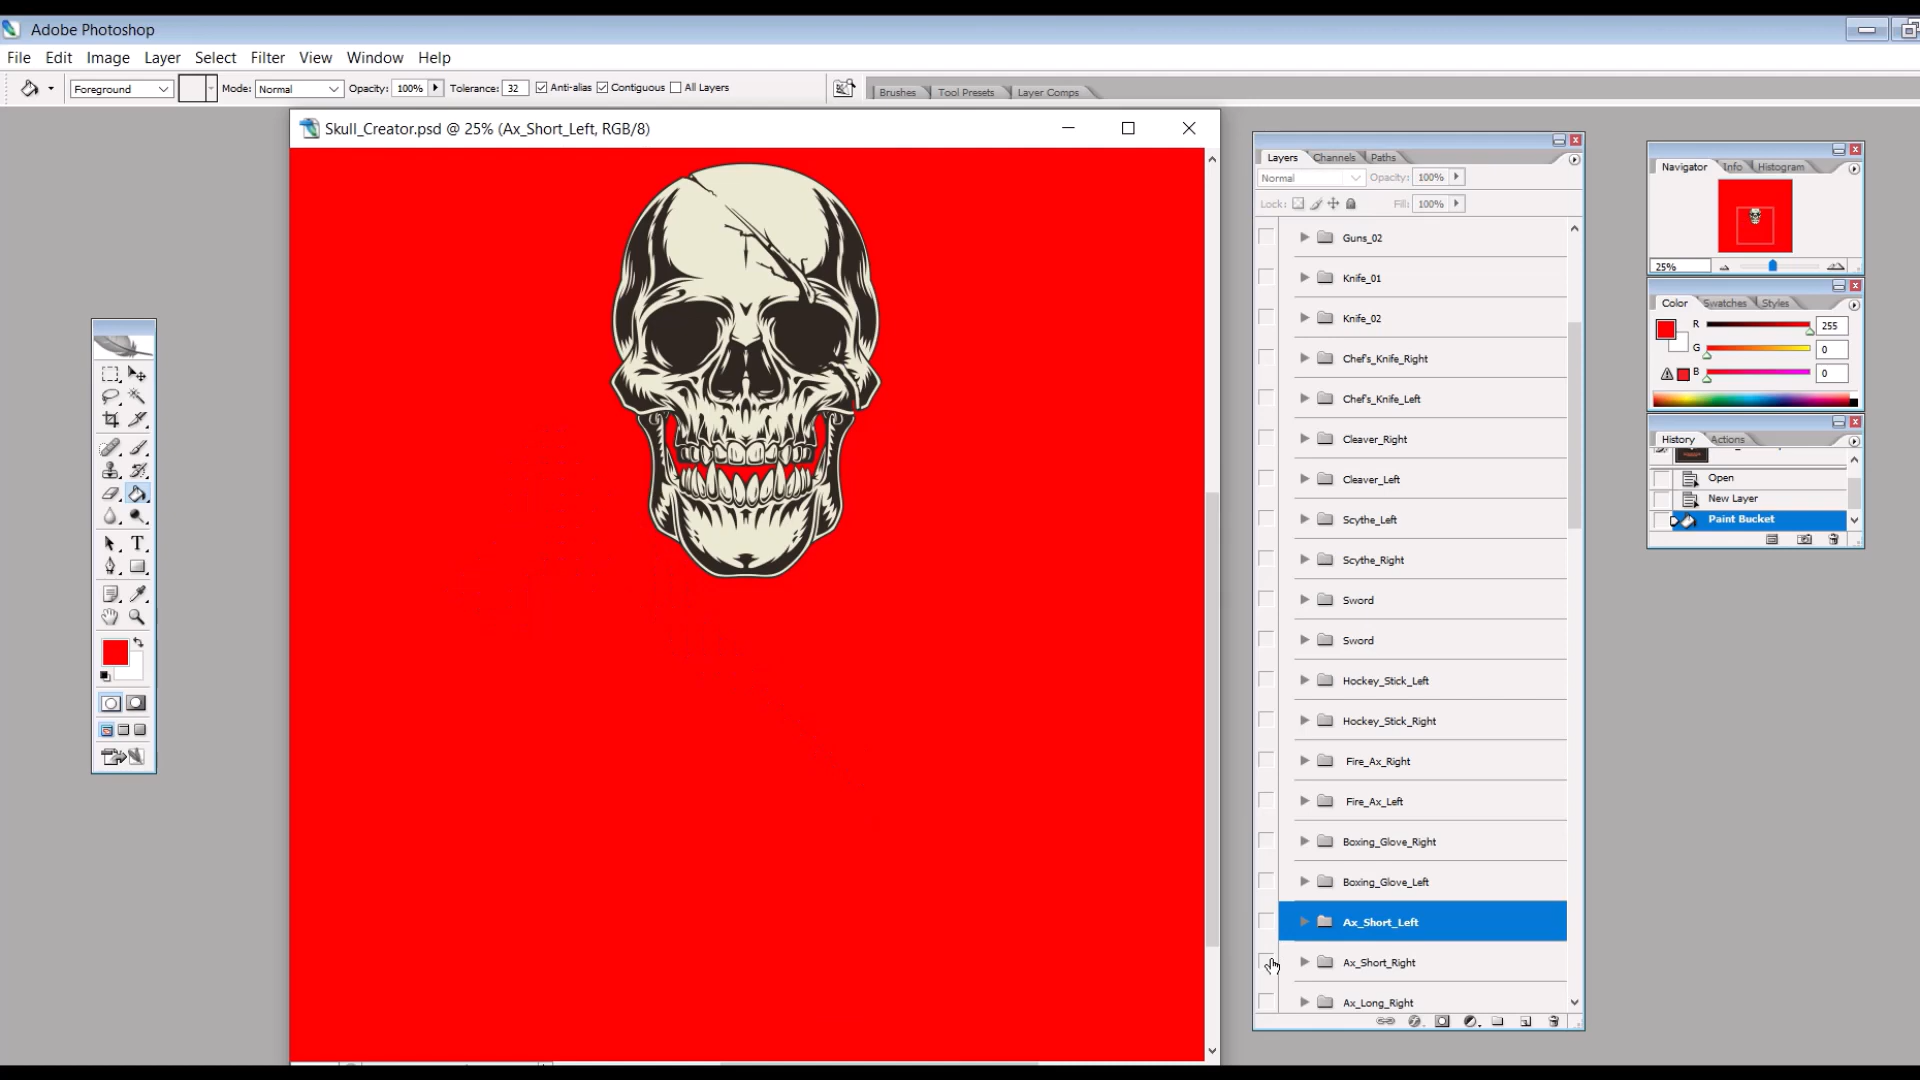 Adobe Photoshop
File Edit Image Layer Select Filter View Window Help
Foreground Mode: Normal Opacity: 100% Tolerance: 32 Anti-alias Contiguous All Layers Brushes Tool Presets Layer Comps
Skull_Creator.psd @ 25% (Ax_Short_Left, RGB/8)
Layers Channels Paths
Normal Opacity: 100%
Lock: Fill: 100%
Guns_02
Knife_01
Knife_02
Chef's_Knife_Right
Chef's_Knife_Left
Cleaver_Right
Cleaver_Left
Scythe_Left
Scythe_Right
Sword
Sword
Hockey_Stick_Left
Hockey_Stick_Right
Fire_Ax_Right
Fire_Ax_Left
Boxing_Glove_Right
Boxing_Glove_Left
Ax_Short_Left
Ax_Short_Right
Ax_Long_Right
Navigator Info Histogram
25%
Color Swatches Styles
R 255
G 0
B 0
History Actions
Open
New Layer
Paint Bucket